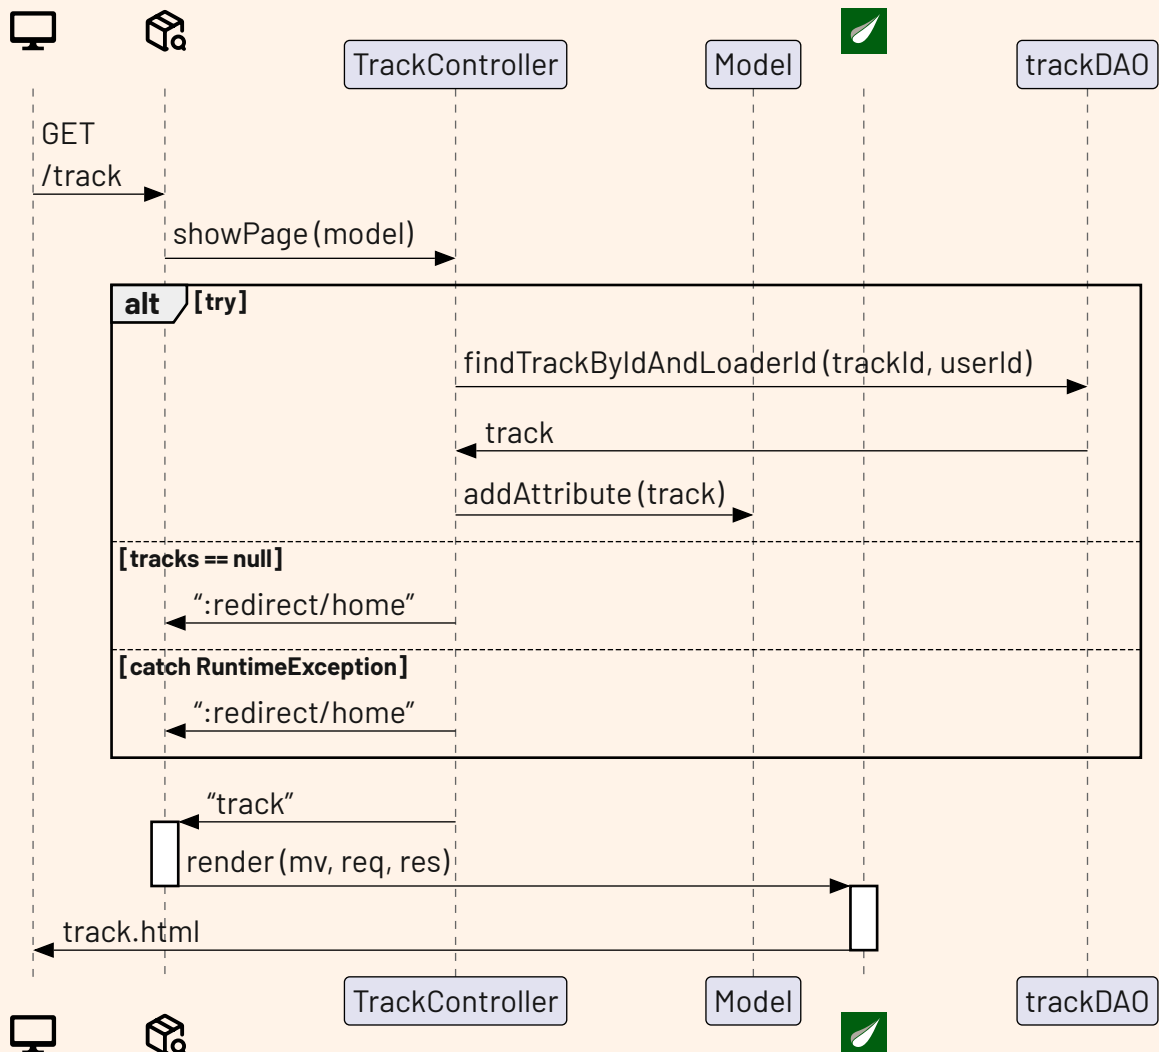 TrackController
Model
trackDAO
GET
/track
showPage (model)
alt [try]
findTrackByIdAndLoaderId (trackId, userId)
track
addAttribute (track)
[tracks == null]
“:redirect/home”
[catch RuntimeException]
“:redirect/home”
“track”
render (mv, req, res)
track.html
TrackController
Model
trackDAO